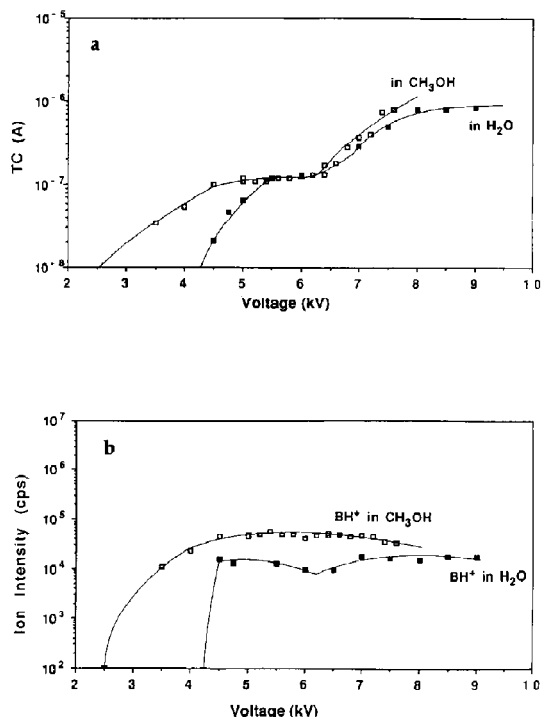 a
10⁻⁵
10⁻⁶
10⁻⁷
10⁻⁸
TC (A)
in CH₃OH
in H₂O
2 3 4 5 6 7 8 9 10
Voltage (kV)
b
10⁷
10⁶
10⁵
10⁴
10³
10²
Ion Intensity (cps)
BH⁺ in CH₃OH
BH⁺ in H₂O
2 3 4 5 6 7 8 9 10
Voltage (kV)